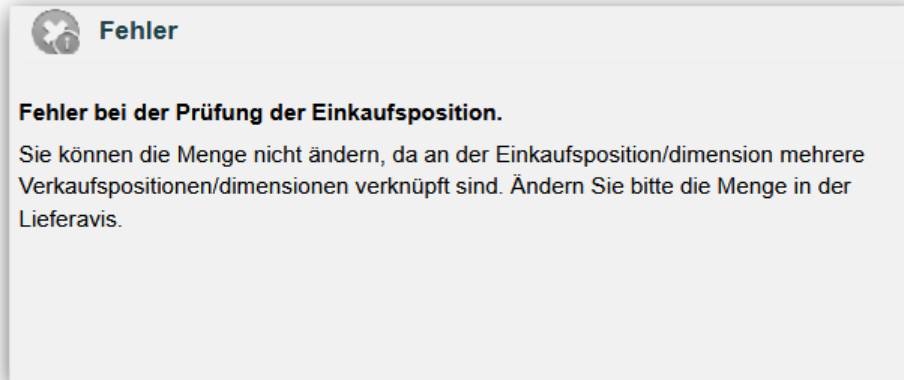 Fehler
Fehler bei der Prüfung der Einkaufsposition.
Sie können die Menge nicht ändern, da an der Einkaufsposition/dimension mehrere
Verkaufspositionen/dimensionen verknüpft sind. Ändern Sie bitte die Menge in der
Lieferavis.